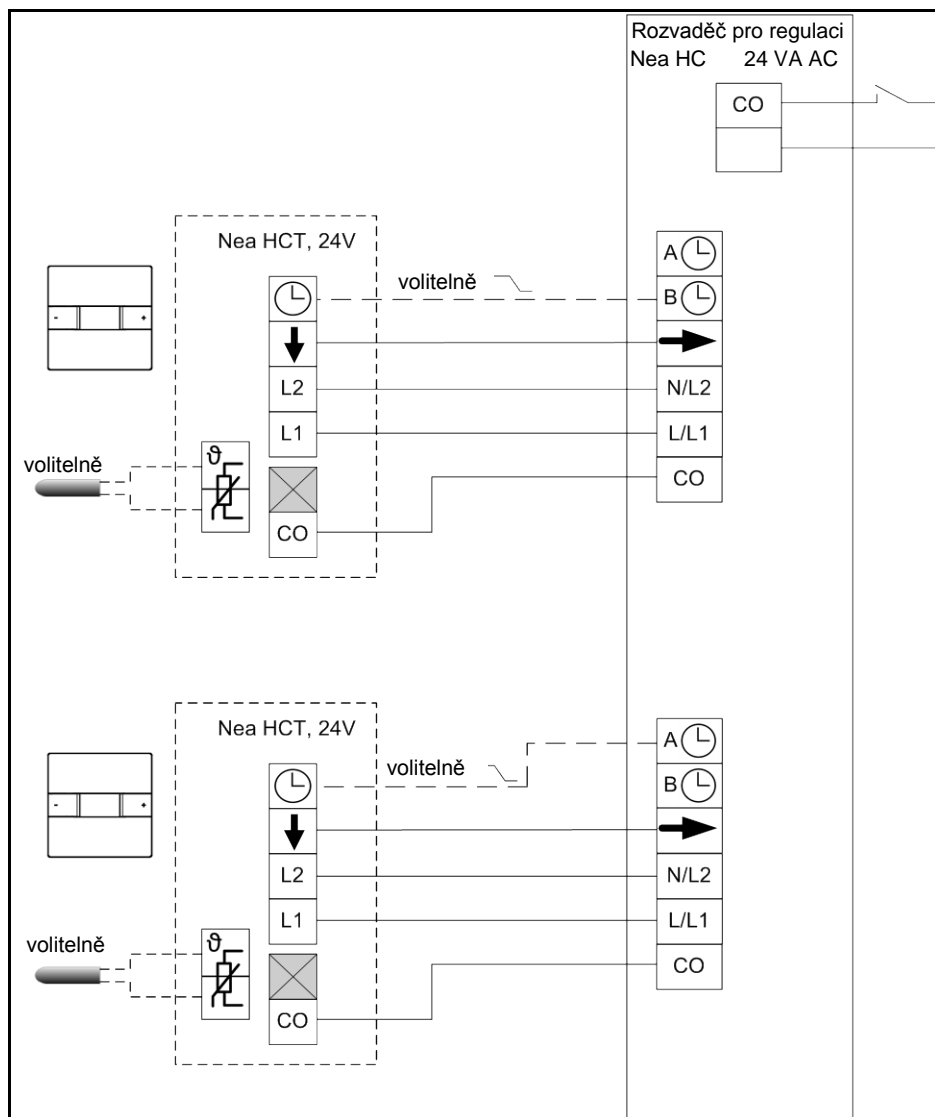 Rozvaděč pro regulaci
Nea HC 24 VA AC
CO
Nea HCT, 24V
A
volitelně
B
L2
N/L2
L1
L/L1
- +
volitelně
ϑ
CO
CO
Nea HCT, 24V
A
volitelně
B
- +
L2
N/L2
L1
L/L1
volitelně
ϑ
CO
CO